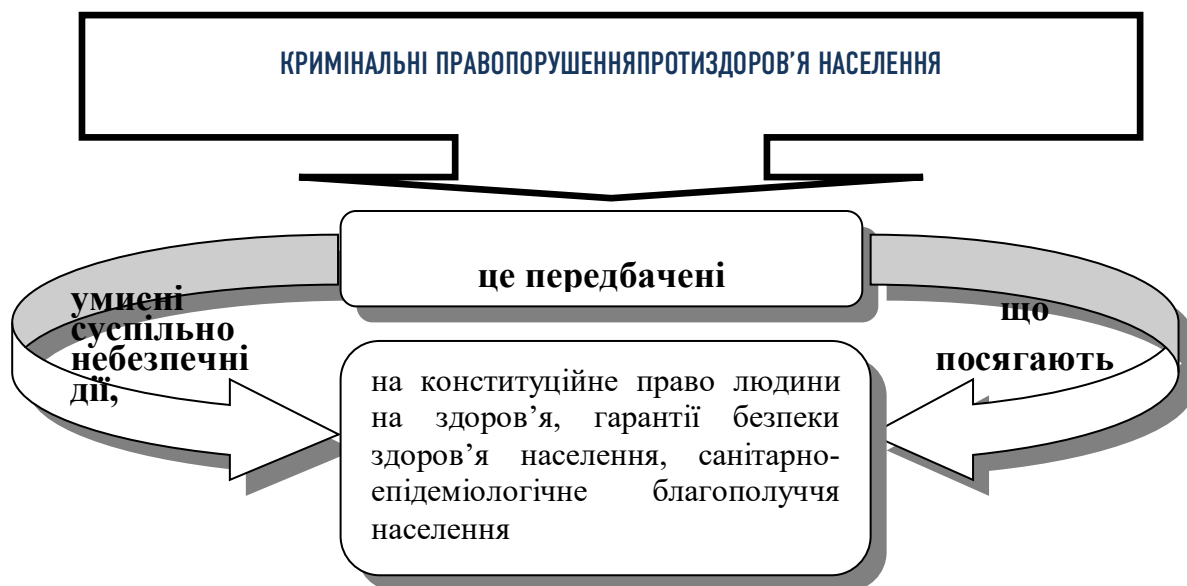 КРИМІНАЛЬНІ ПРАВОПОРУШЕННЯПРОТИЗДОРОВ’Я НАСЕЛЕННЯ
це передбачені
умисні
суспільно
небезпечні
дії,
що
посягають
на конституційне право людини
на здоров’я, гарантії безпеки
здоров’я населення, санітарно-
епідеміологічне благополуччя
населення